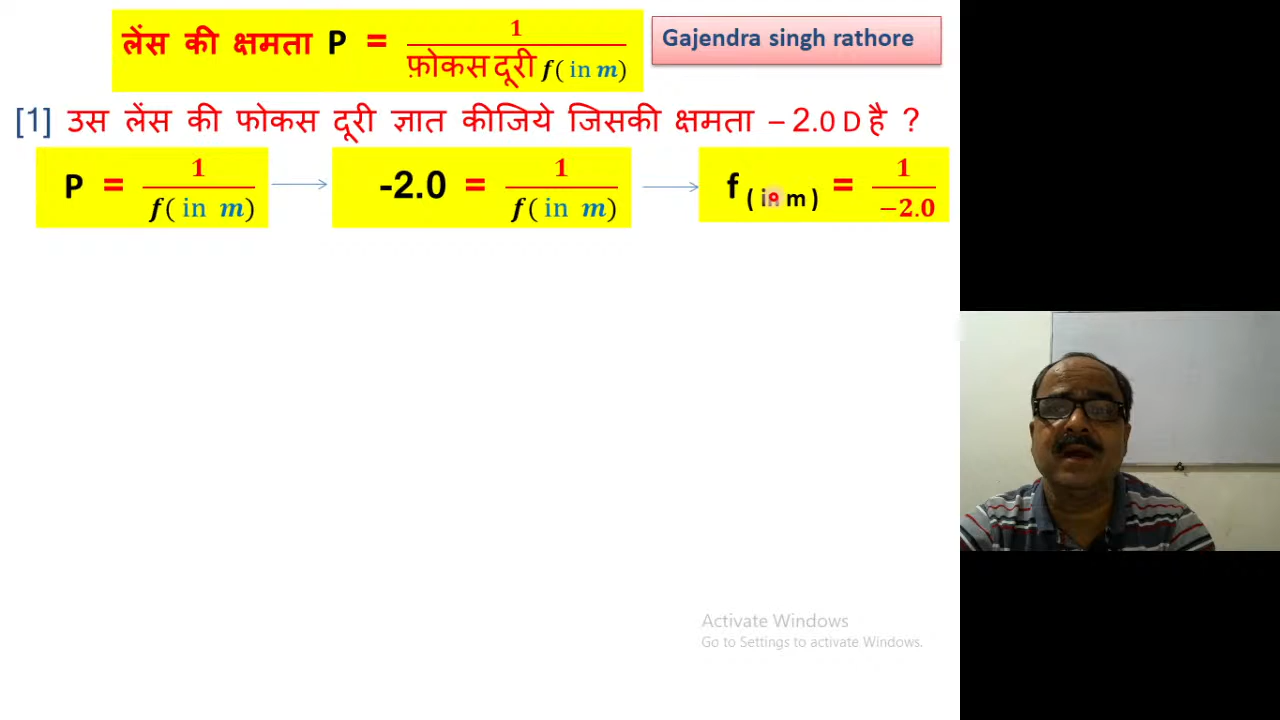 लेंस की क्षमता P = 1 / फ़ोकस दूरी f( in m)
Gajendra singh rathore
[1] उस लेंस की फोकस दूरी ज्ञात कीजिये जिसकी क्षमता – 2.0 D है ?
P = 1 / f( in m)
-2.0 = 1 / f( in m)
f ( in m ) = 1 / −2.0
Activate Windows
Go to Settings to activate Windows.